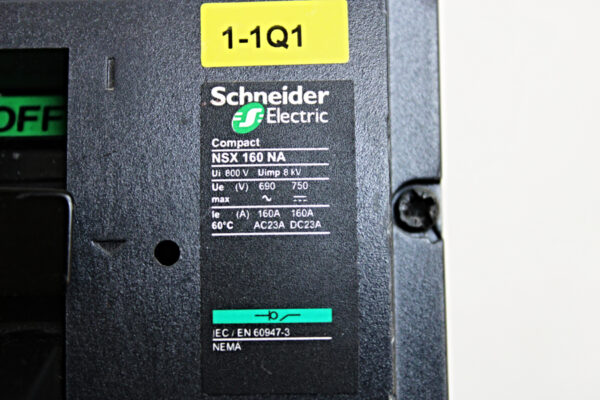 1-1Q1
OFF
Schneider
Electric
Compact
NSX 160 NA
Ui 800 V Uimp 8 kV
Ue (V) 690 750
max ~ ⎓
Ie (A) 160A 160A
60°C AC23A DC23A
IEC / EN 60947-3
NEMA